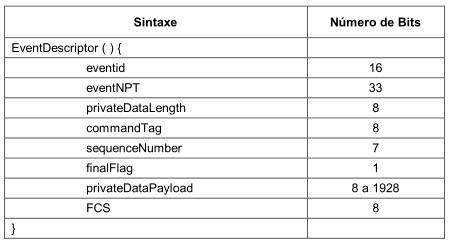 Sintaxe Número de Bits
EventDescriptor ( ) {
eventid 16
eventNPT 33
privateDataLength 8
commandTag 8
sequenceNumber 7
finalFlag 1
privateDataPayload 8 a 1928
FCS 8
}